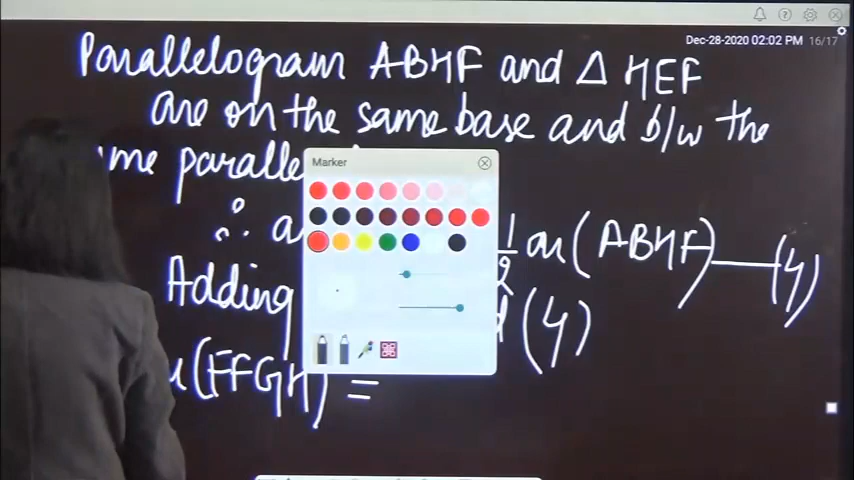 Dec-28-2020 02:02 PM 16/17
Parallelogram ABHF and Δ HEF
are on the same base and b/w the
me paralle
Marker
∴ a 1/2 ar(ABHF)—(4)
Adding (4)
(EFGH) =